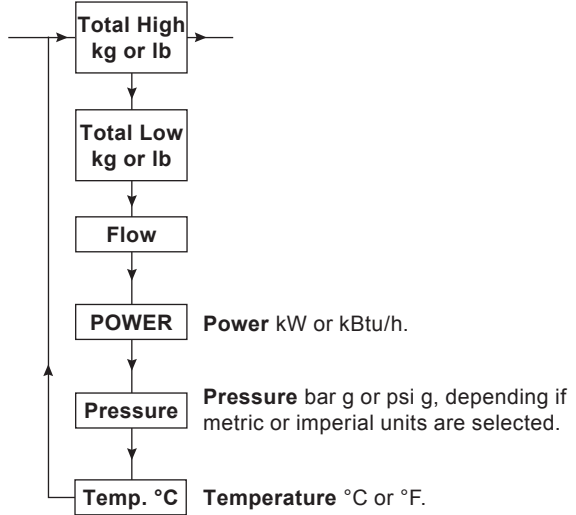 Total High
kg or lb
Total Low
kg or lb
Flow
POWER
Power kW or kBtu/h.
Pressure
Pressure bar g or psi g, depending if
metric or imperial units are selected.
Temp. °C
Temperature °C or °F.